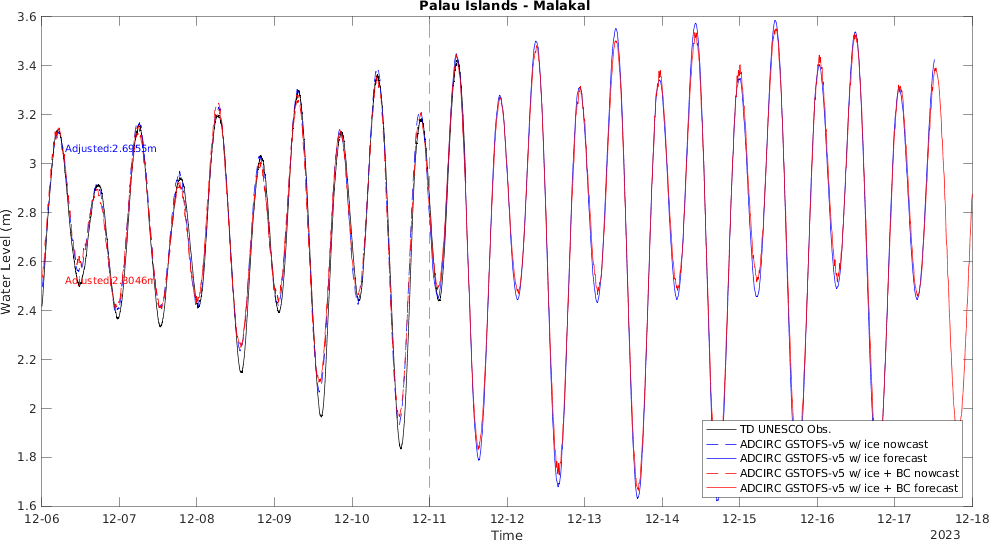 Palau Islands - Malakal
3.6
3.4
3.2
3
2.8
2.6
2.4
2.2
2
1.8
1.6
Water Level (m)
Adjusted:2.6955m
Adjusted:2.8046m
TD UNESCO Obs.
ADCIRC GSTOFS-v5 w/ ice nowcast
ADCIRC GSTOFS-v5 w/ ice forecast
ADCIRC GSTOFS-v5 w/ ice + BC nowcast
ADCIRC GSTOFS-v5 w/ ice + BC forecast
12-06 12-07 12-08 12-09 12-10 12-11 12-12 12-13 12-14 12-15 12-16 12-17 12-18
Time
2023